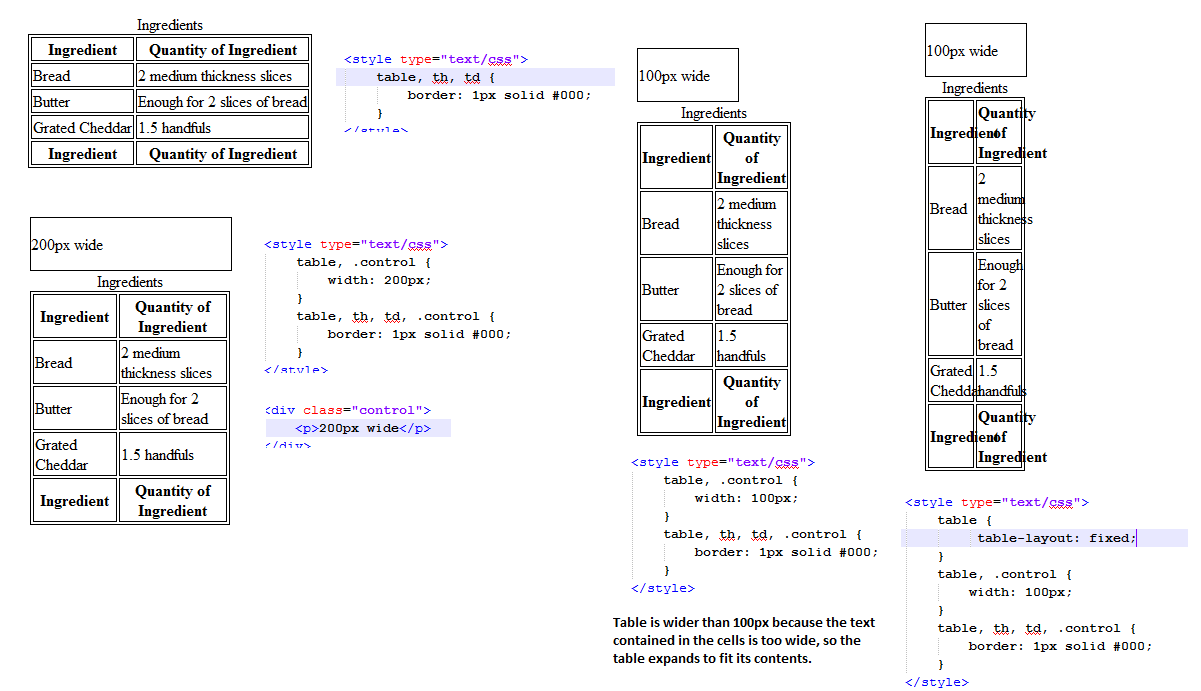 Ingredients
Ingredient Quantity of Ingredient
Bread 2 medium thickness slices
Butter Enough for 2 slices of bread
Grated Cheddar 1.5 handfuls
Ingredient Quantity of Ingredient
<style type="text/css">
table, th, td {
border: 1px solid #000;
}
</style>
200px wide
Ingredients
Ingredient Quantity of
Ingredient
Bread 2 medium
thickness slices
Butter Enough for 2
slices of bread
Grated
Cheddar 1.5 handfuls
Ingredient Quantity of
Ingredient
<style type="text/css">
table, .control {
width: 200px;
}
table, th, td, .control {
border: 1px solid #000;
}
</style>
<div class="control">
<p>200px wide</p>
</div>
100px wide
Ingredients
Ingredient Quantity
of
Ingredient
Bread 2 medium
thickness
slices
Butter Enough for
2 slices of
bread
Grated
Cheddar 1.5
handfuls
Ingredient Quantity
of
Ingredient
<style type="text/css">
table, .control {
width: 100px;
}
table, th, td, .control {
border: 1px solid #000;
}
</style>
Table is wider than 100px because the text
contained in the cells is too wide, so the
table expands to fit its contents.
100px wide
Ingredients
Ingredient Quantity
of
Ingredient
Bread 2
medium
thickness
slices
Butter Enough
for 2
slices
of
bread
Grated
Cheddar 1.5
handfuls
Ingredient Quantity
of
Ingredient
<style type="text/css">
table {
table-layout: fixed;
}
table, .control {
width: 100px;
}
table, th, td, .control {
border: 1px solid #000;
}
</style>